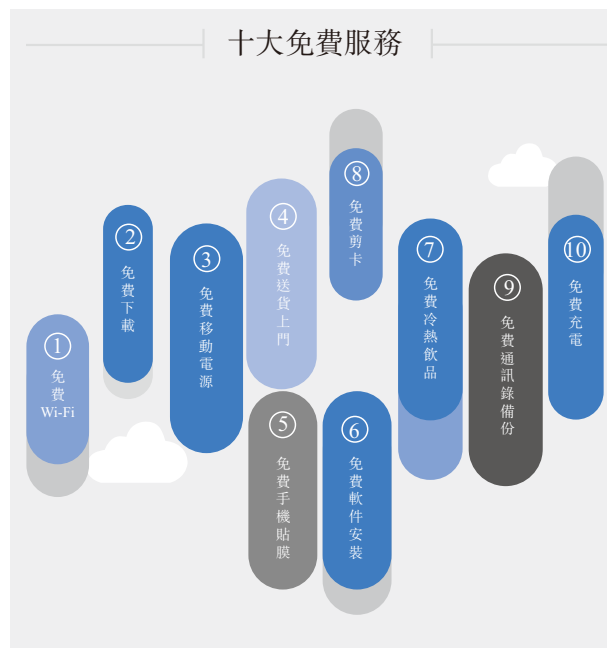 十大免費服務
① 免費 Wi-Fi
② 免費下載
③ 免費移動電源
④ 免費送貨上門
⑤ 免費手機貼膜
⑥ 免費軟件安裝
⑦ 免費冷熱飲品
⑧ 免費剪卡
⑨ 免費通訊錄備份
⑩ 免費充電